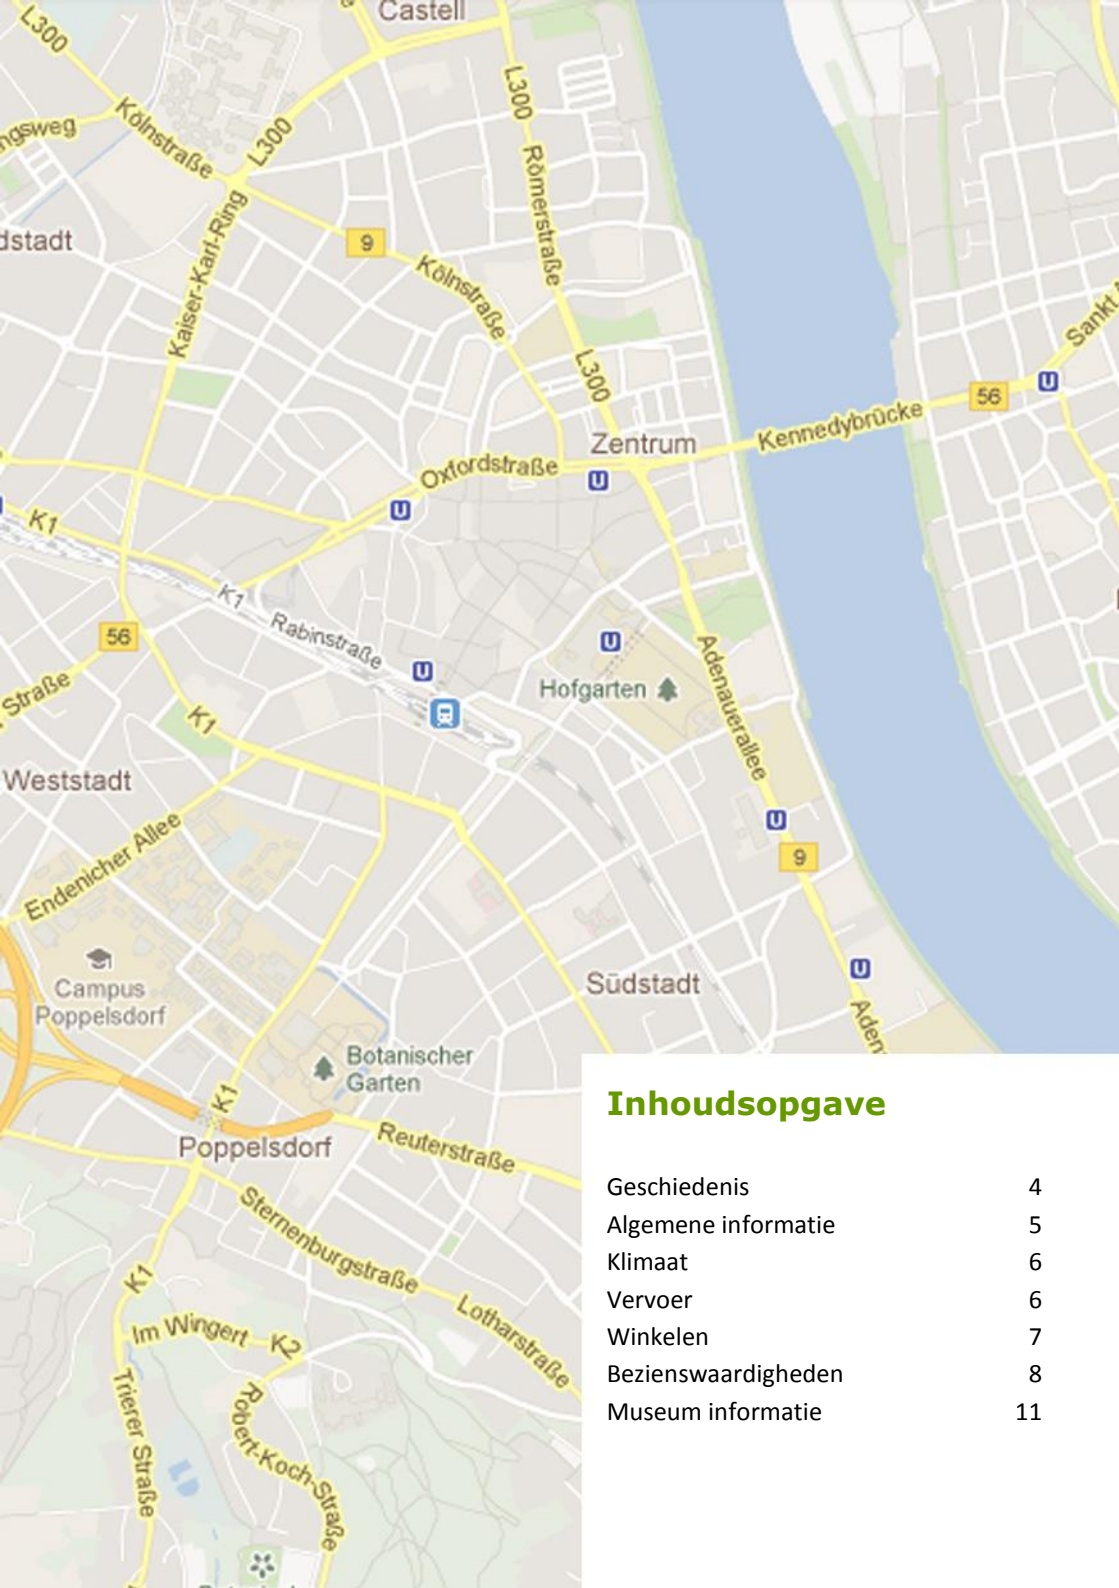 Castell
L300
L300
ngsweg
Kölnstraße
L300
Römerstraße
dstadt
Kaiser-Karl-Ring
9
Kölnstraße
L300
Sankt
56
U
Kennedybrücke
Zentrum
Oxfordstraße
U
U
K1
K1
Rabinstraße
56
U
U
Hofgarten
Adenauerallee
Straße
K1
Weststadt
U
9
Endenicher Allee
Campus
Poppelsdorf
Südstadt
U
Aden
Botanischer
Garten
K1
Poppelsdorf
Reuterstraße
Sternenburgstraße
K1
Im Wingert
K2
Lotharstraße
Trierer Straße
Robert-Koch-Straße
Inhoudsopgave
Geschiedenis 4
Algemene informatie 5
Klimaat 6
Vervoer 6
Winkelen 7
Bezienswaardigheden 8
Museum informatie 11